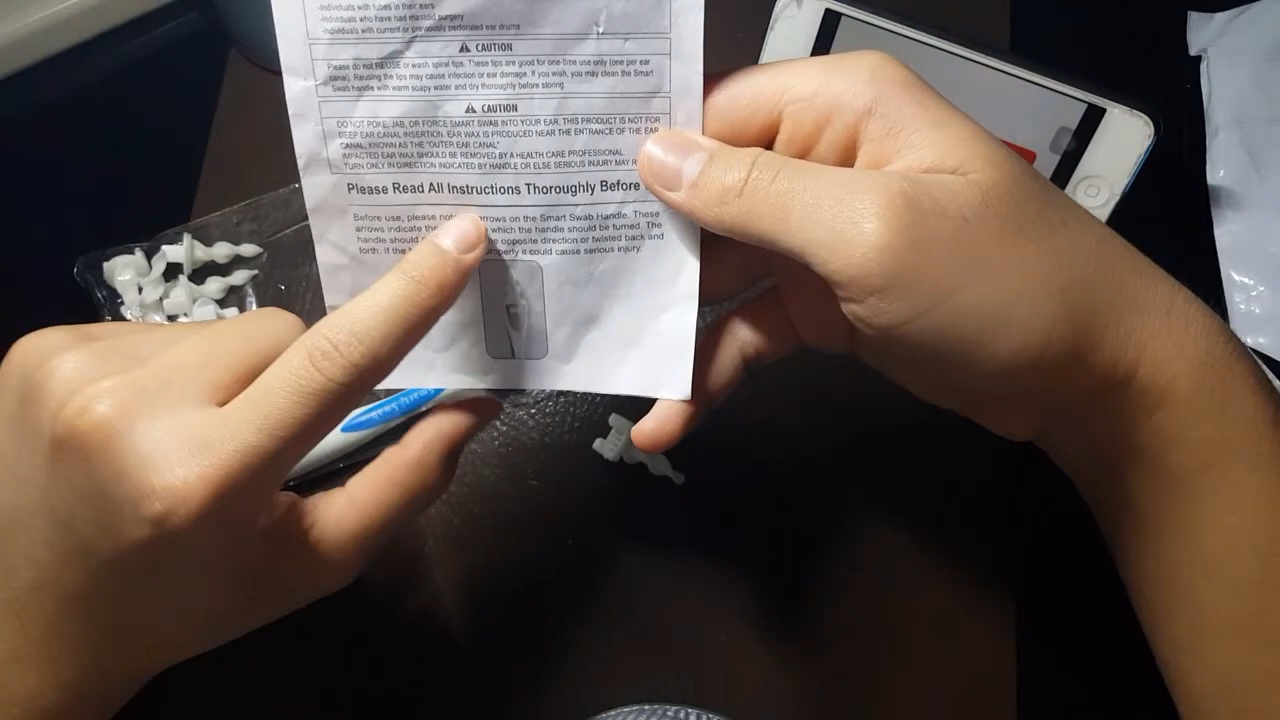 -Individuals with tubes in their ears
-Individuals who have had mastoid surgery
-Individuals with current or previously perforated ear drums
CAUTION
Please do not REUSE or wash spiral tips. These tips are good for one-time use only (one per ear
canal). Reusing the tips may cause infection or ear damage. If you wish, you may clean the Smart
Swab handle with warm soapy water and dry thoroughly before storing
CAUTION
DO NOT POKE, JAB, OR FORCE SMART SWAB INTO YOUR EAR. THIS PRODUCT IS NOT FOR
DEEP EAR CANAL INSERTION. EAR WAX IS PRODUCED NEAR THE ENTRANCE OF THE EAR
CANAL, KNOWN AS THE "OUTER EAR CANAL"
IMPACTED EAR WAX SHOULD BE REMOVED BY A HEALTH CARE PROFESSIONAL
TURN ONLY IN DIRECTION INDICATED BY HANDLE OR ELSE SERIOUS INJURY MAY
Please Read All Instructions Thoroughly Before
Before use, please arrows on the Smart Swab Handle. These
arrows indicate the which the handle should be turned. The
handle should opposite direction or twisted back and
forth. If the it could cause serious injury.
Smart Swab